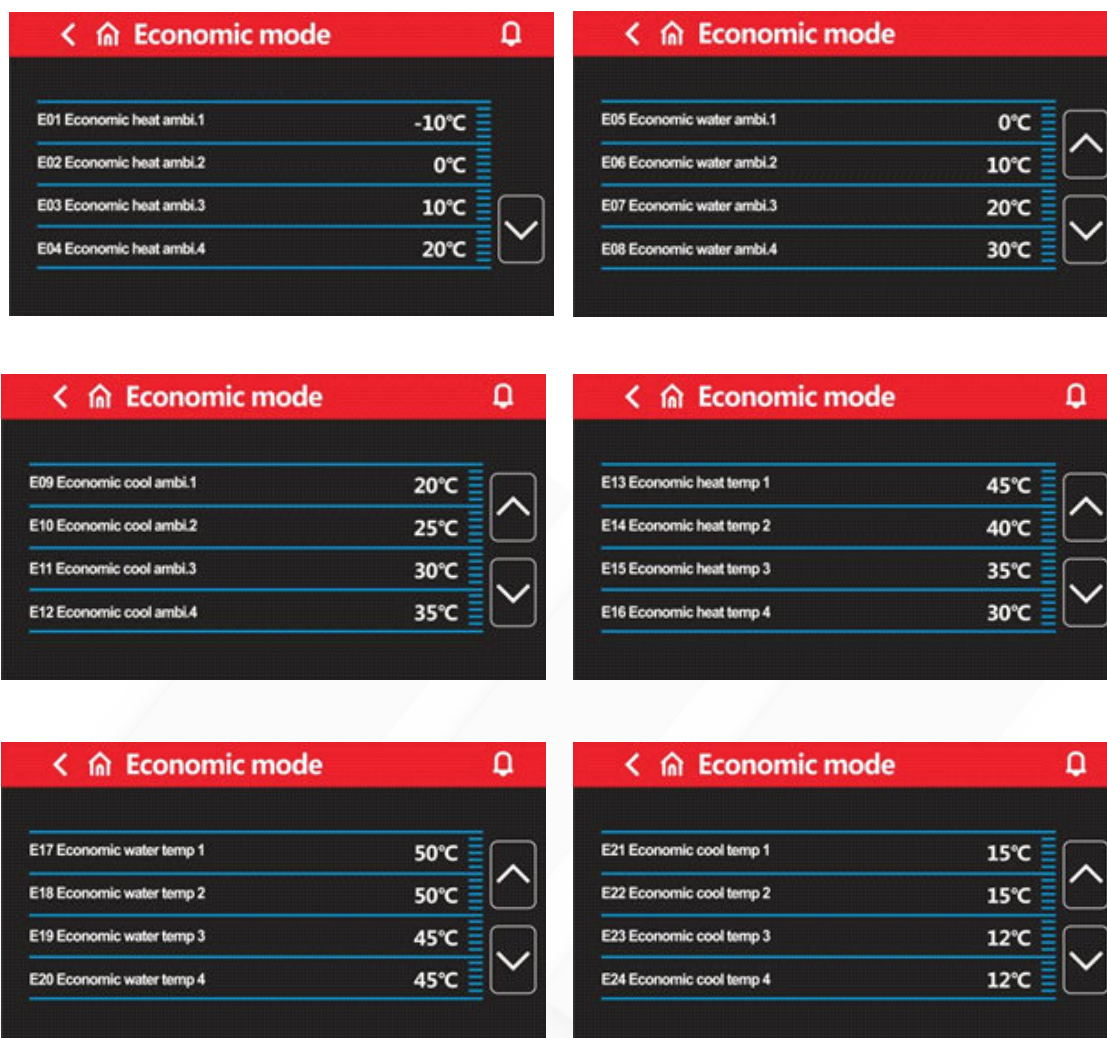 Economic mode
E01 Economic heat ambi.1 -10℃
E02 Economic heat ambi.2 0℃
E03 Economic heat ambi.3 10℃
E04 Economic heat ambi.4 20℃
Economic mode
E05 Economic water ambi.1 0℃
E06 Economic water ambi.2 10℃
E07 Economic water ambi.3 20℃
E08 Economic water ambi.4 30℃
Economic mode
E09 Economic cool ambi.1 20℃
E10 Economic cool ambi.2 25℃
E11 Economic cool ambi.3 30℃
E12 Economic cool ambi.4 35℃
Economic mode
E13 Economic heat temp 1 45℃
E14 Economic heat temp 2 40℃
E15 Economic heat temp 3 35℃
E16 Economic heat temp 4 30℃
Economic mode
E17 Economic water temp 1 50℃
E18 Economic water temp 2 50℃
E19 Economic water temp 3 45℃
E20 Economic water temp 4 45℃
Economic mode
E21 Economic cool temp 1 15℃
E22 Economic cool temp 2 15℃
E23 Economic cool temp 3 12℃
E24 Economic cool temp 4 12℃